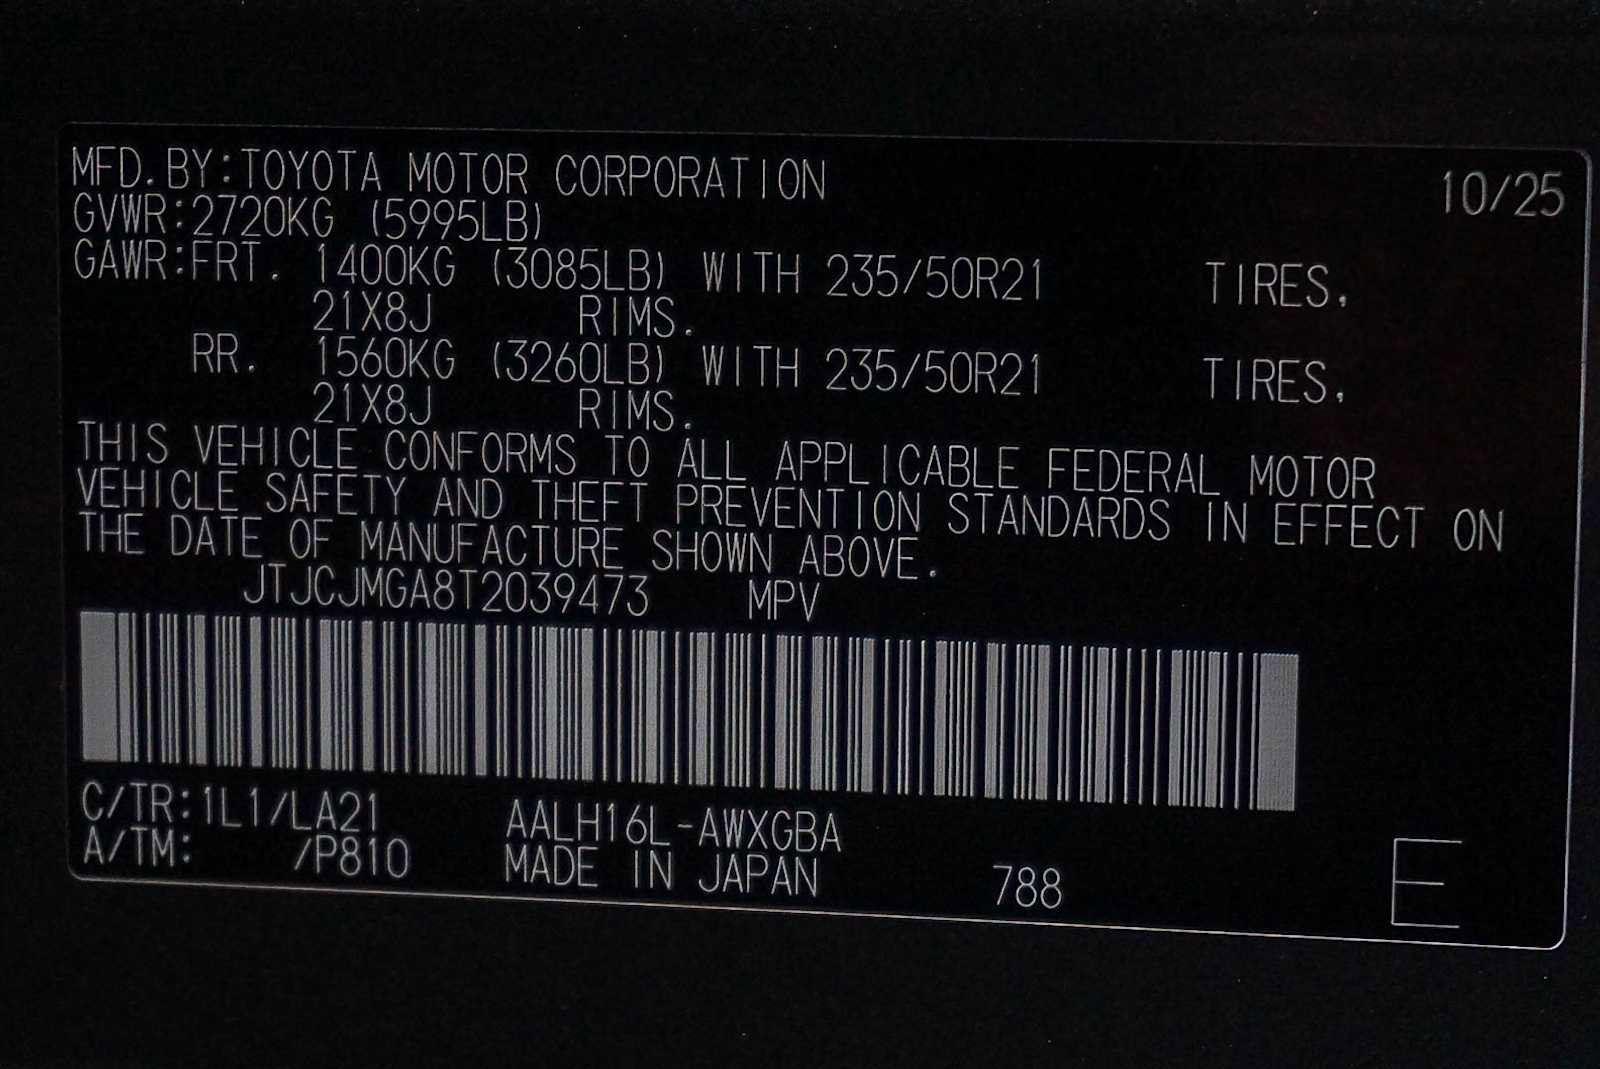 MFD.BY:TOYOTA MOTOR CORPORATION 10/25
GVWR:2720KG (5995LB)
GAWR:FRT. 1400KG (3085LB) WITH 235/50R21 TIRES,
21X8J RIMS.
RR. 1560KG (3260LB) WITH 235/50R21 TIRES,
21X8J RIMS.
THIS VEHICLE CONFORMS TO ALL APPLICABLE FEDERAL MOTOR
VEHICLE SAFETY AND THEFT PREVENTION STANDARDS IN EFFECT ON
THE DATE OF MANUFACTURE SHOWN ABOVE.
JTJCJMGA8T2039473 MPV
C/TR:1L1/LA21 AALH16L-AWXGBA
A/TM: /P810 MADE IN JAPAN 788 E